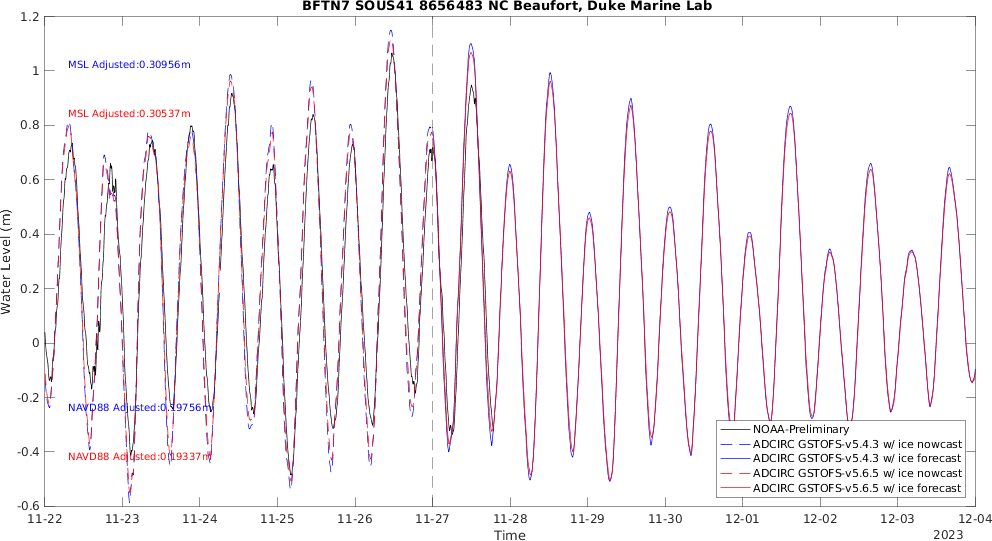 BFTN7 SOUS41 8656483 NC Beaufort, Duke Marine Lab
1.2
1
0.8
0.6
0.4
0.2
0
-0.2
-0.4
-0.6
Water Level (m)
MSL Adjusted:0.30956m
MSL Adjusted:0.30537m
NAVD88 Adjusted:0.19756m
NAVD88 Adjusted:0.19337m
NOAA-Preliminary
ADCIRC GSTOFS-v5.4.3 w/ ice nowcast
ADCIRC GSTOFS-v5.4.3 w/ ice forecast
ADCIRC GSTOFS-v5.6.5 w/ ice nowcast
ADCIRC GSTOFS-v5.6.5 w/ ice forecast
11-22 11-23 11-24 11-25 11-26 11-27 11-28 11-29 11-30 12-01 12-02 12-03 12-04
Time
2023